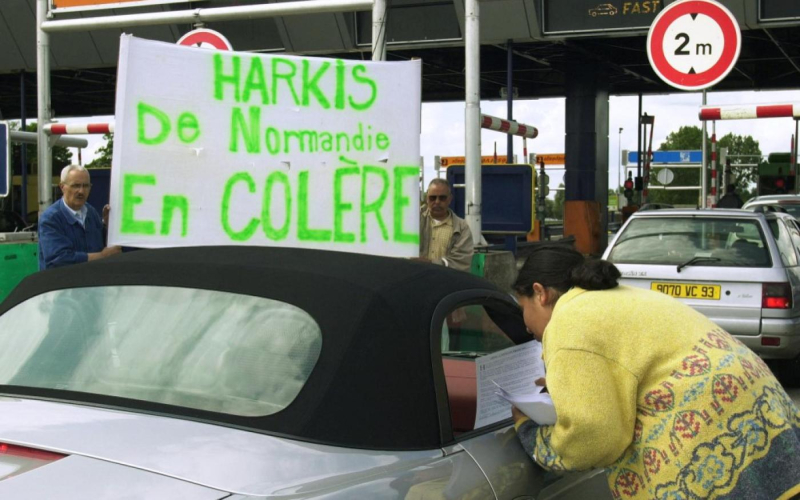 FAST
2 m
HARKIS
De Normandie
En COLÈRE
9070 VC 93